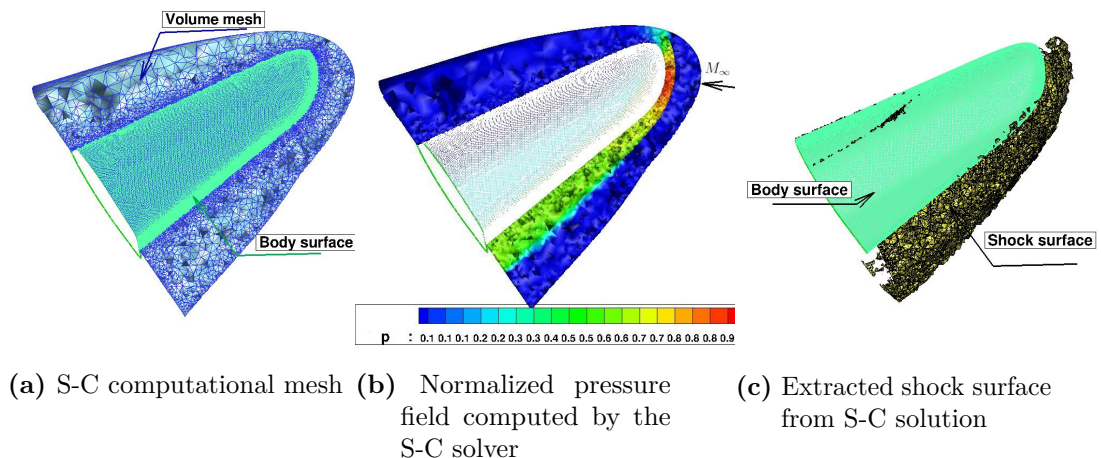 Volume mesh
Body surface
M∞
p : 0.1 0.1 0.1 0.2 0.2 0.3 0.3 0.4 0.5 0.5 0.6 0.6 0.7 0.7 0.8 0.8 0.8 0.9
Body surface
Shock surface
(a) S-C computational mesh
(b) Normalized pressure
field computed by the
S-C solver
(c) Extracted shock surface
from S-C solution